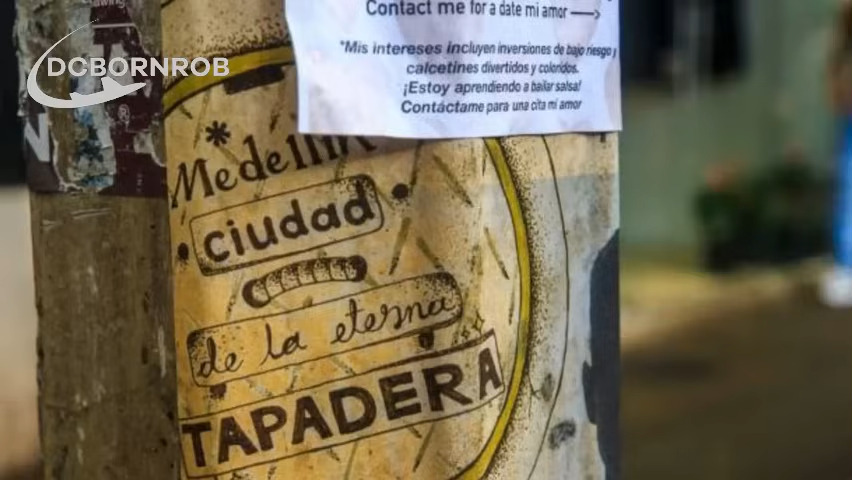 DCBORNROB
Contact me for a date mi amor
*Mis intereses incluyen inversiones de bajo riesgo y
calcetines divertidos y coloridos.
¡Estoy aprendiendo a bailar salsa!
Contáctame para una cita mi amor
Medellín
ciudad
de la eterna
TAPADERA